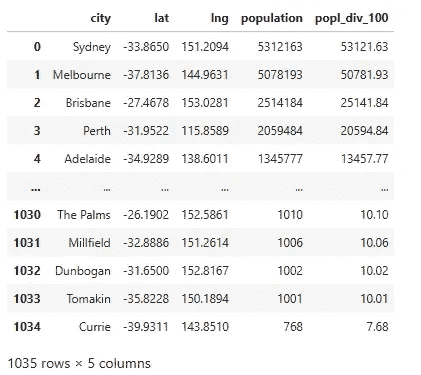 city lat lng population popl_div_100
0 Sydney -33.8650 151.2094 5312163 53121.63
1 Melbourne -37.8136 144.9631 5078193 50781.93
2 Brisbane -27.4678 153.0281 2514184 25141.84
3 Perth -31.9522 115.8589 2059484 20594.84
4 Adelaide -34.9289 138.6011 1345777 13457.77
... ... ... ... ... ...
1030 The Palms -26.1902 152.5861 1010 10.10
1031 Millfield -32.8886 151.2614 1006 10.06
1032 Dunbogan -31.6500 152.8167 1002 10.02
1033 Tomakin -35.8228 150.1894 1001 10.01
1034 Currie -39.9311 143.8510 768 7.68
1035 rows × 5 columns